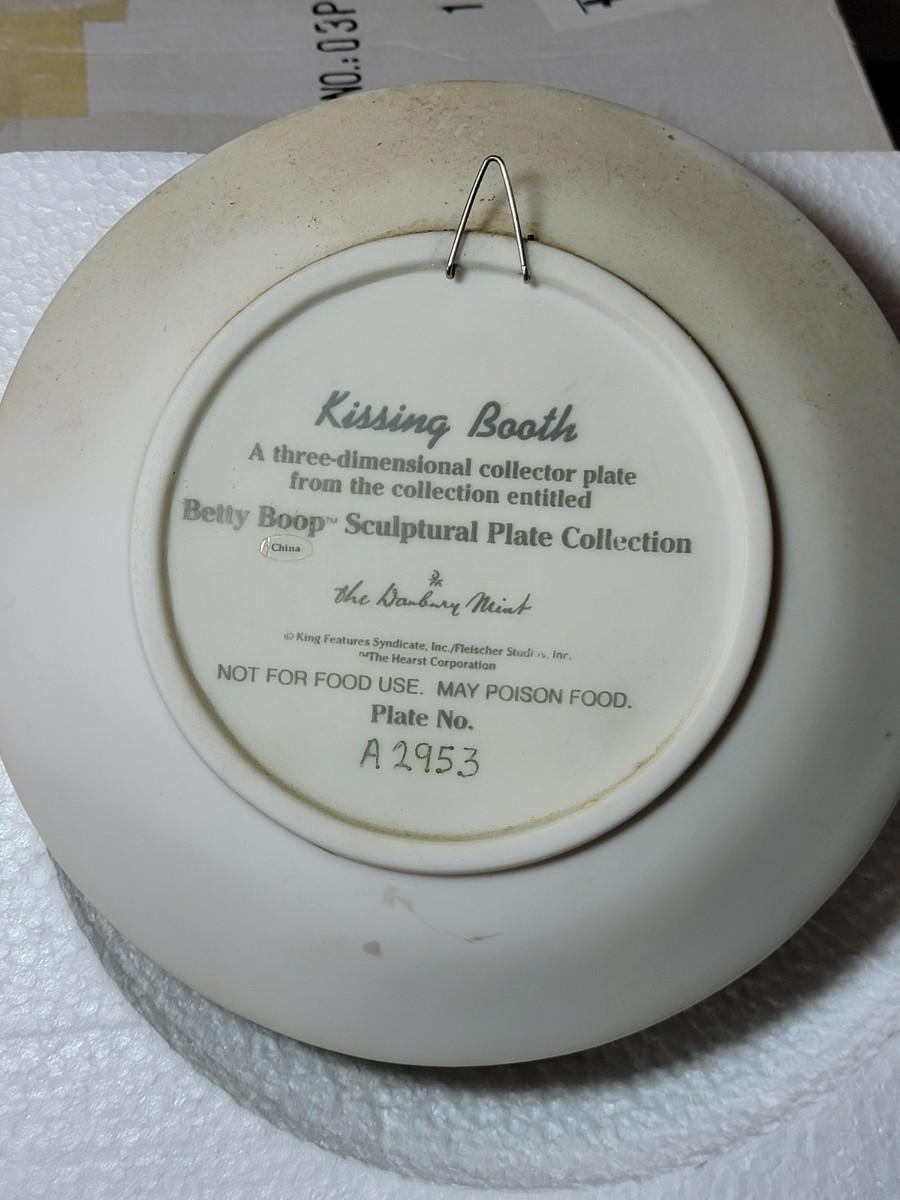 NO.: 03P
1
Kissing Booth
A three-dimensional collector plate
from the collection entitled
Betty Boop™ Sculptural Plate Collection
China
The Danbury Mint
© King Features Syndicate, Inc./Fleischer Studios, Inc.
™The Hearst Corporation
NOT FOR FOOD USE. MAY POISON FOOD.
Plate No.
A2953